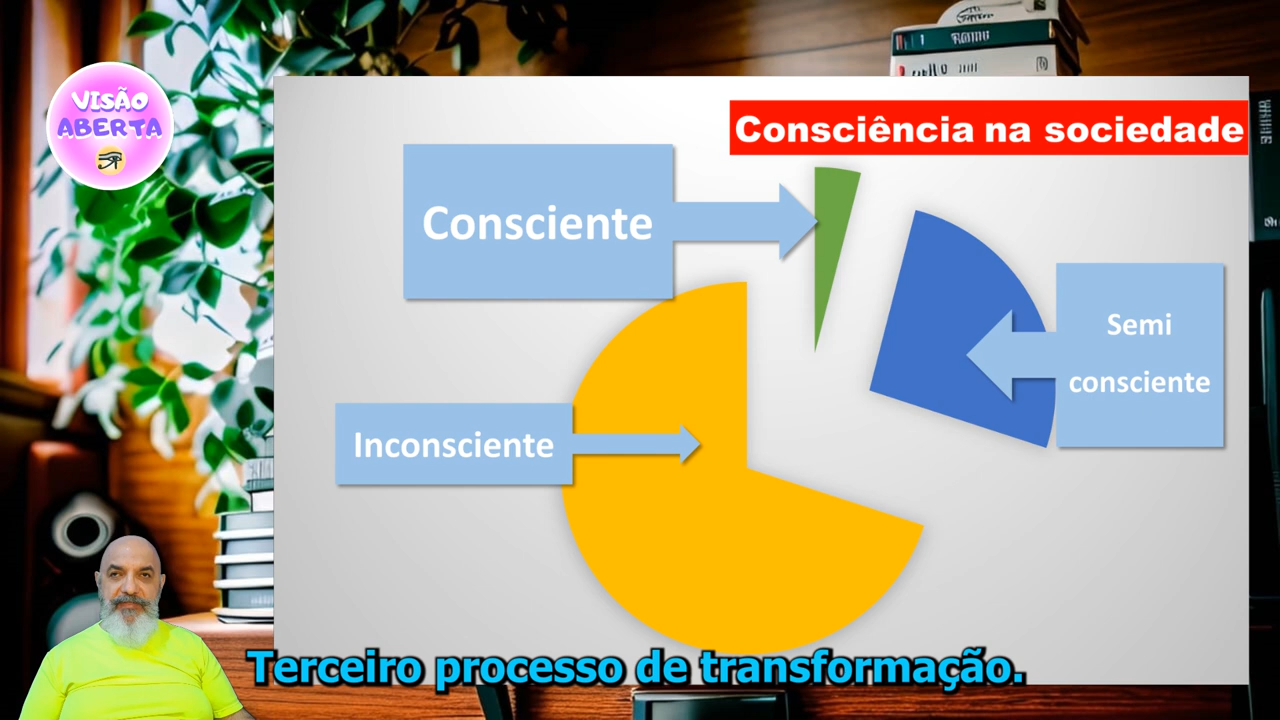 VISÃO
ABERTA
Consciência na sociedade
Consciente
Semi
consciente
Inconsciente
Terceiro processo de transformação.